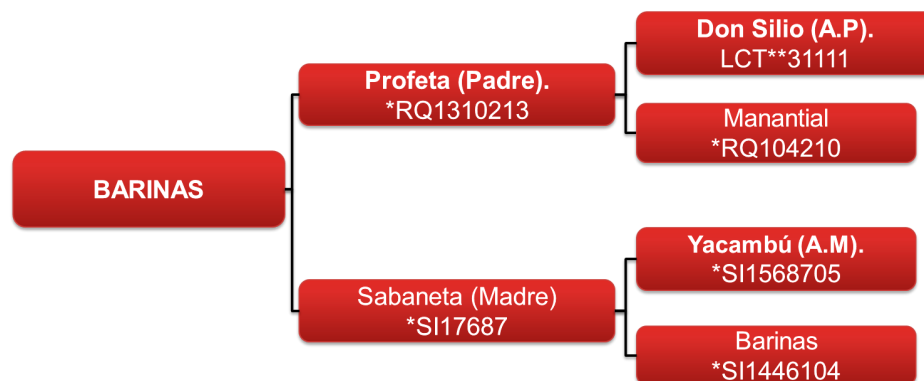 Don Silio (A.P).
LCT**31111
Profeta (Padre).
*RQ1310213
Manantial
*RQ104210
BARINAS
Yacambú (A.M).
*SI1568705
Sabaneta (Madre)
*SI17687
Barinas
*SI1446104